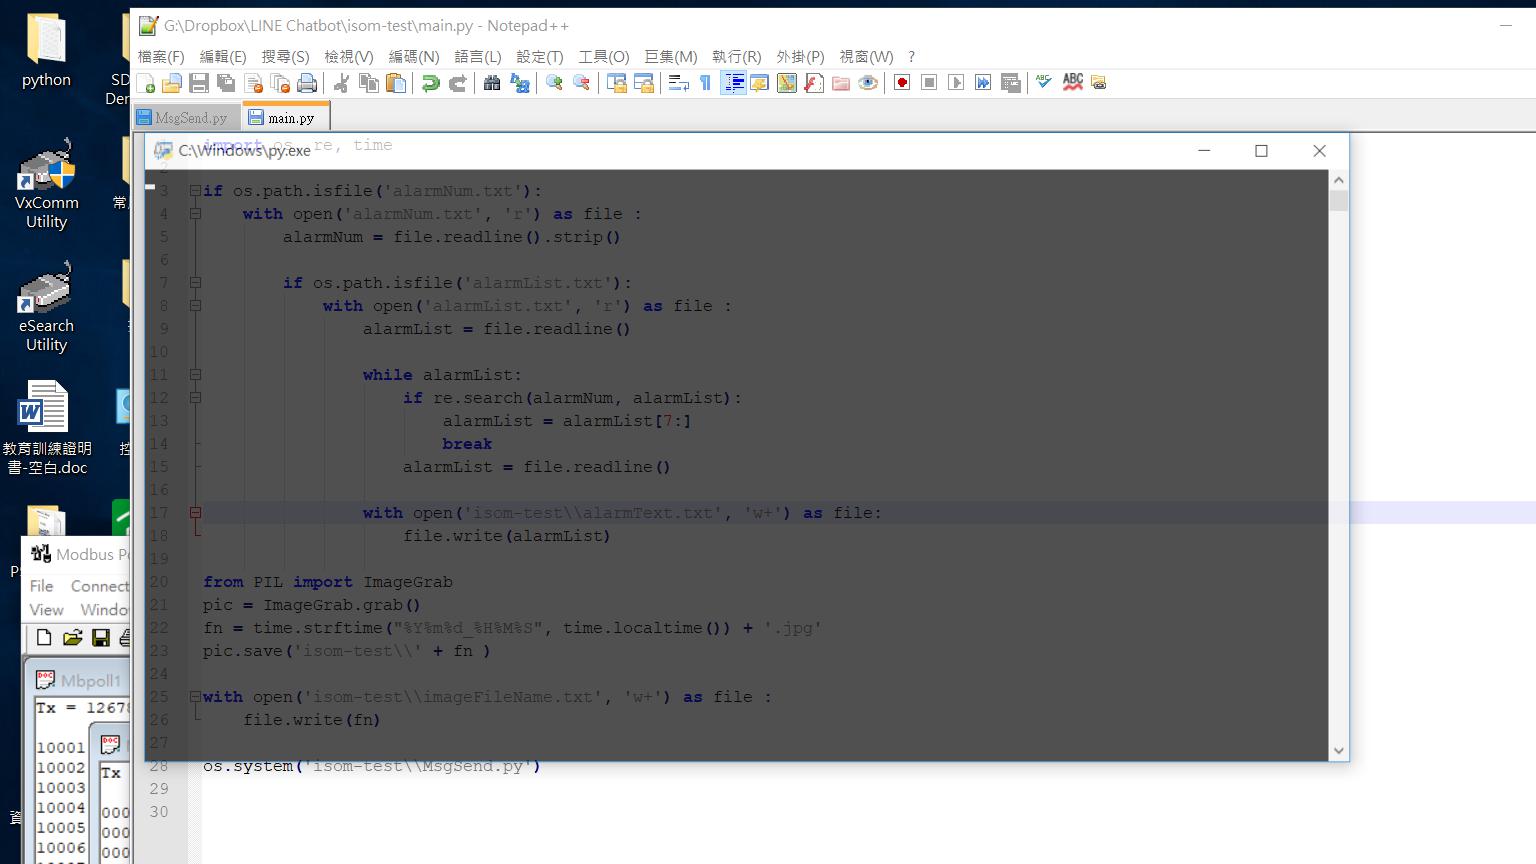 G:\Dropbox\LINE Chatbot\isom-test\main.py - Notepad++
檔案(F) 編輯(E) 搜尋(S) 檢視(V) 編碼(N) 語言(L) 設定(T) 工具(O) 巨集(M) 執行(R) 外掛(P) 視窗(W) ?
MsgSend.py main.py
C:\Windows\py.exe
import os, re, time
2
3 if os.path.isfile('alarmNum.txt'):
4 with open('alarmNum.txt', 'r') as file :
5 alarmNum = file.readline().strip()
6
7 if os.path.isfile('alarmList.txt'):
8 with open('alarmList.txt', 'r') as file :
9 alarmList = file.readline()
10
11 while alarmList:
12 if re.search(alarmNum, alarmList):
13 alarmList = alarmList[7:]
14 break
15 alarmList = file.readline()
16
17 with open('isom-test\\alarmText.txt', 'w+') as file:
18 file.write(alarmList)
19
20 from PIL import ImageGrab
21 pic = ImageGrab.grab()
22 fn = time.strftime("%Y%m%d_%H%M%S", time.localtime()) + '.jpg'
23 pic.save('isom-test\\' + fn )
24
25 with open('isom-test\\imageFileName.txt', 'w+') as file :
26 file.write(fn)
27
28 os.system('isom-test\\MsgSend.py')
29
30
python
SD
Den
VxComm
Utility
常
eSearch
Utility
教育訓練證明
書-空白.doc
控
Modbus Po
File Connect
View Windo
Mbpoll1
Tx = 12678
10001
10002
10003
10004
10005
10006
Tx
000
000
000
資